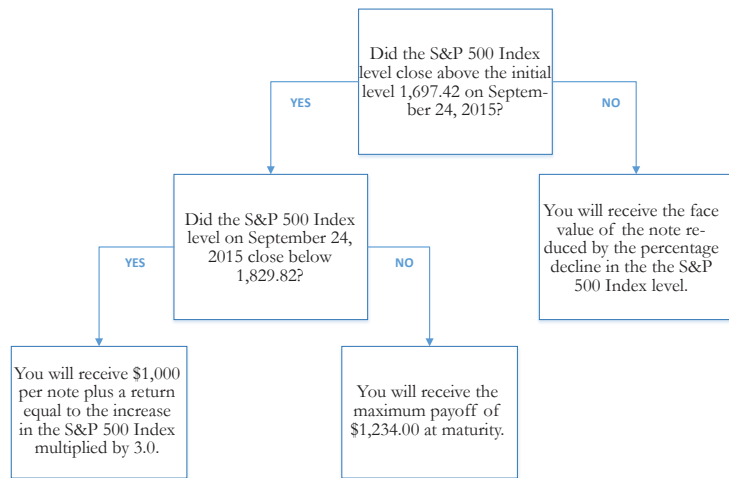 Did the S&P 500 Index
level close above the initial
level 1,697.42 on Septem-
ber 24, 2015?
YES
NO
Did the S&P 500 Index
level on September 24,
2015 close below
1,829.82?
You will receive the face
value of the note re-
duced by the percentage
decline in the the S&P
500 Index level.
YES
NO
You will receive $1,000
per note plus a return
equal to the increase
in the S&P 500 Index
multiplied by 3.0.
You will receive the
maximum payoff of
$1,234.00 at maturity.